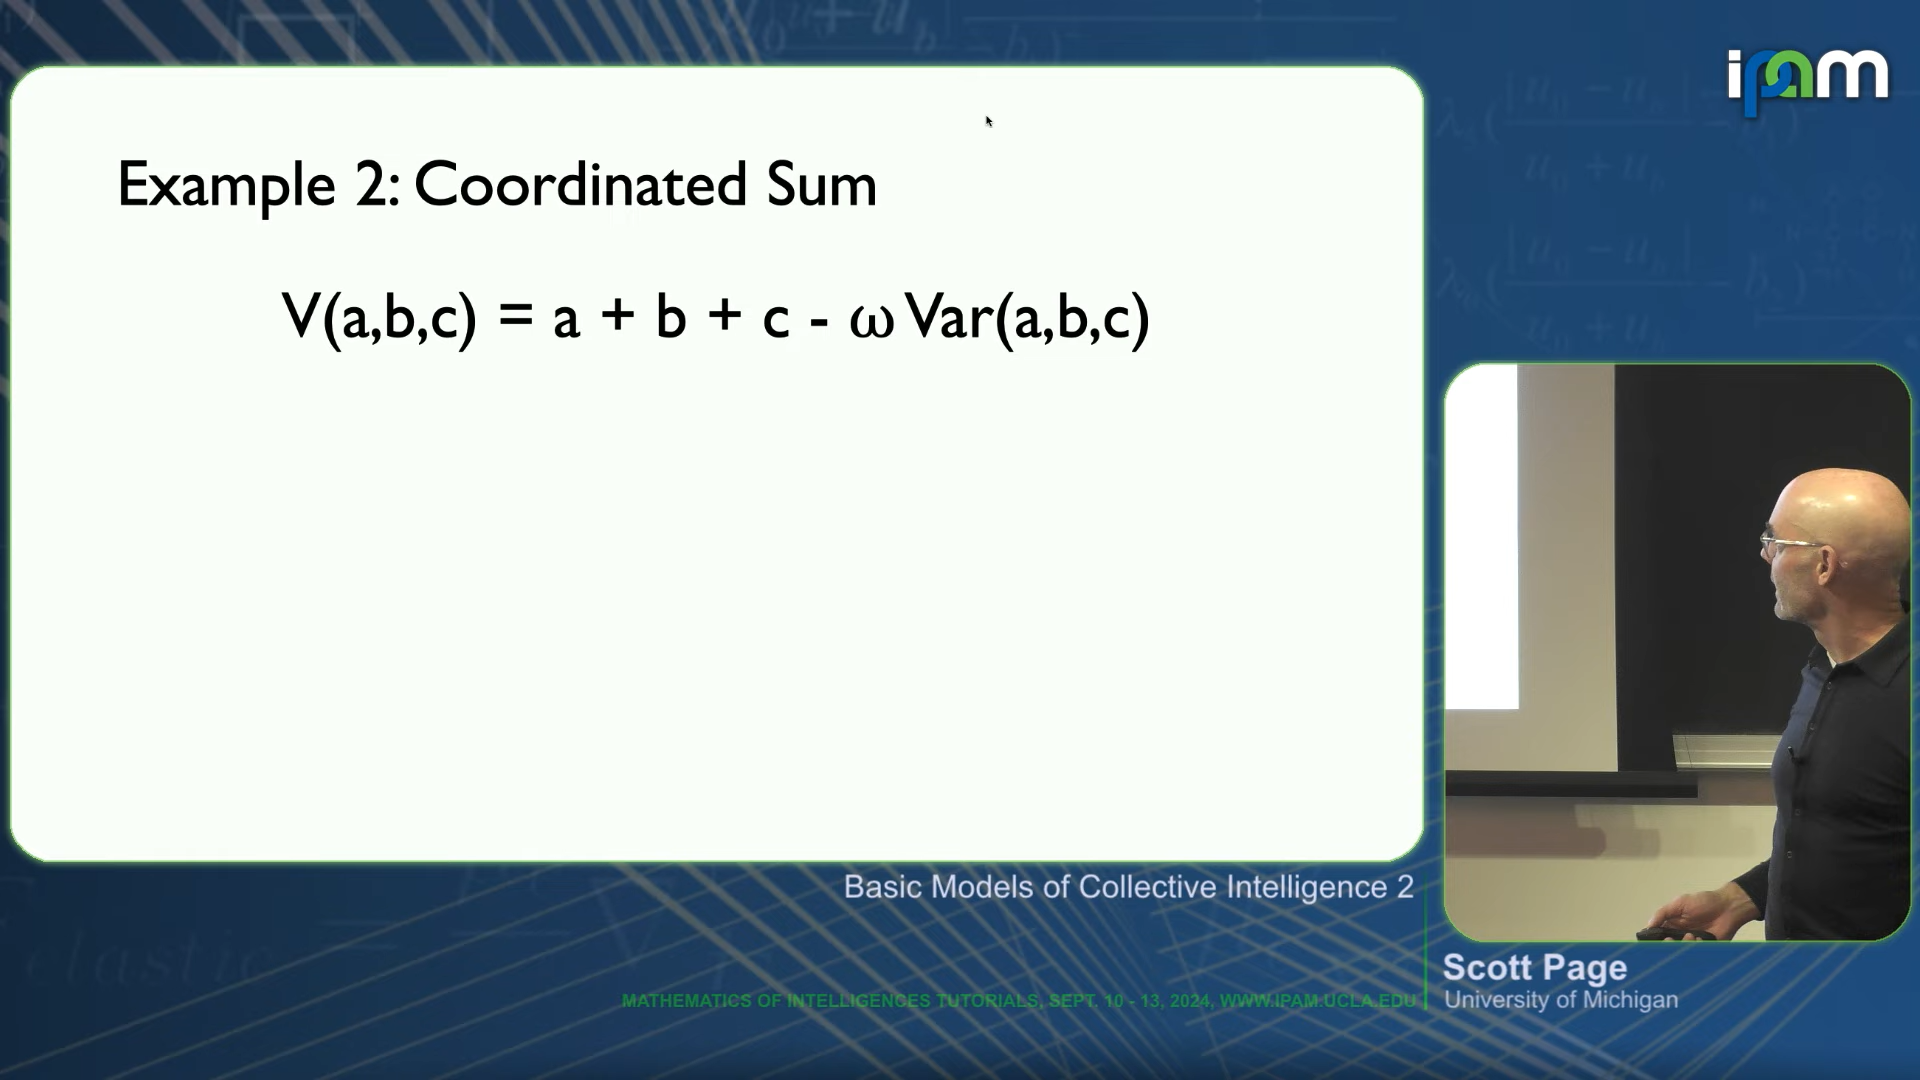 ipam
Example 2: Coordinated Sum
V(a,b,c) = a + b + c - ω Var(a,b,c)
Basic Models of Collective Intelligence 2
Scott Page
University of Michigan
MATHEMATICS OF INTELLIGENCES TUTORIALS, SEPT. 10 - 13, 2024, WWW.IPAM.UCLA.EDU